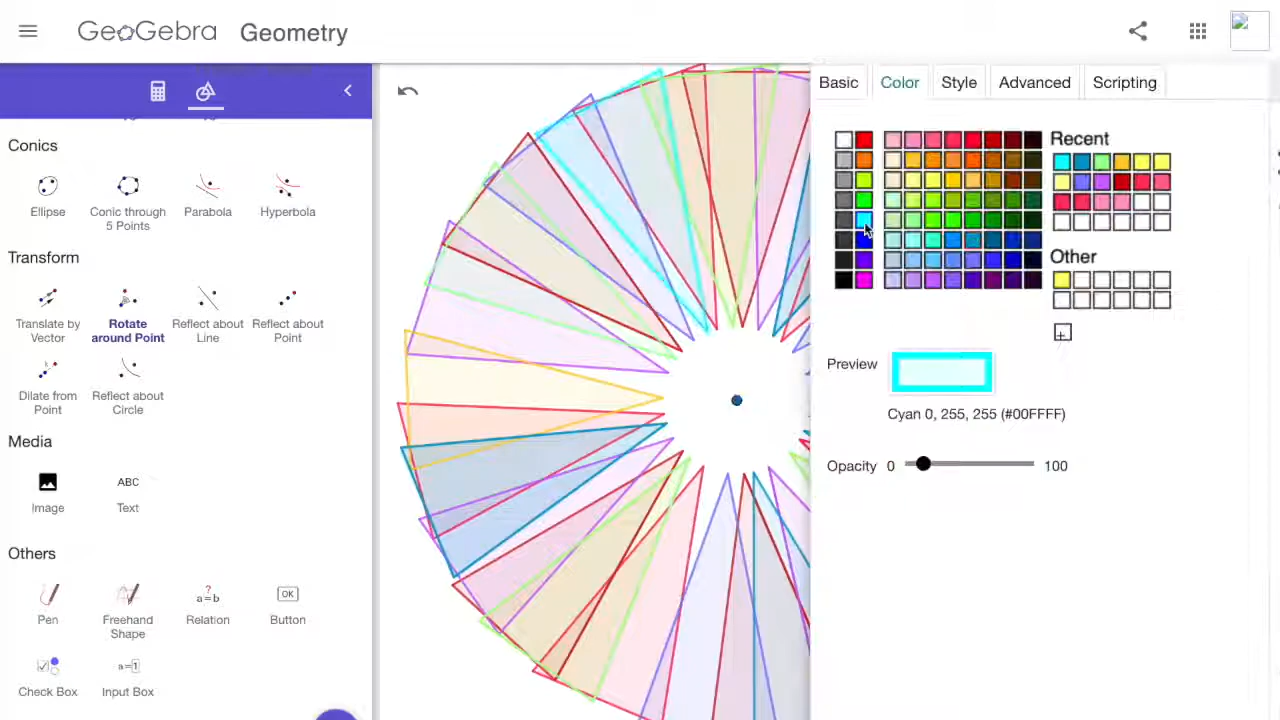 GeoGebra Geometry
Basic Color Style Advanced Scripting
Conics
Ellipse
Conic through
5 Points
Parabola
Hyperbola
Transform
Translate by
Vector
Rotate
around Point
Reflect about
Line
Reflect about
Point
Dilate from
Point
Reflect about
Circle
Media
Image
ABC
Text
Others
Pen
Freehand
Shape
?
a=b
Relation
OK
Button
Check Box
a=1
Input Box
Recent
Other
+
Preview
Cyan 0, 255, 255 (#00FFFF)
Opacity 0 100